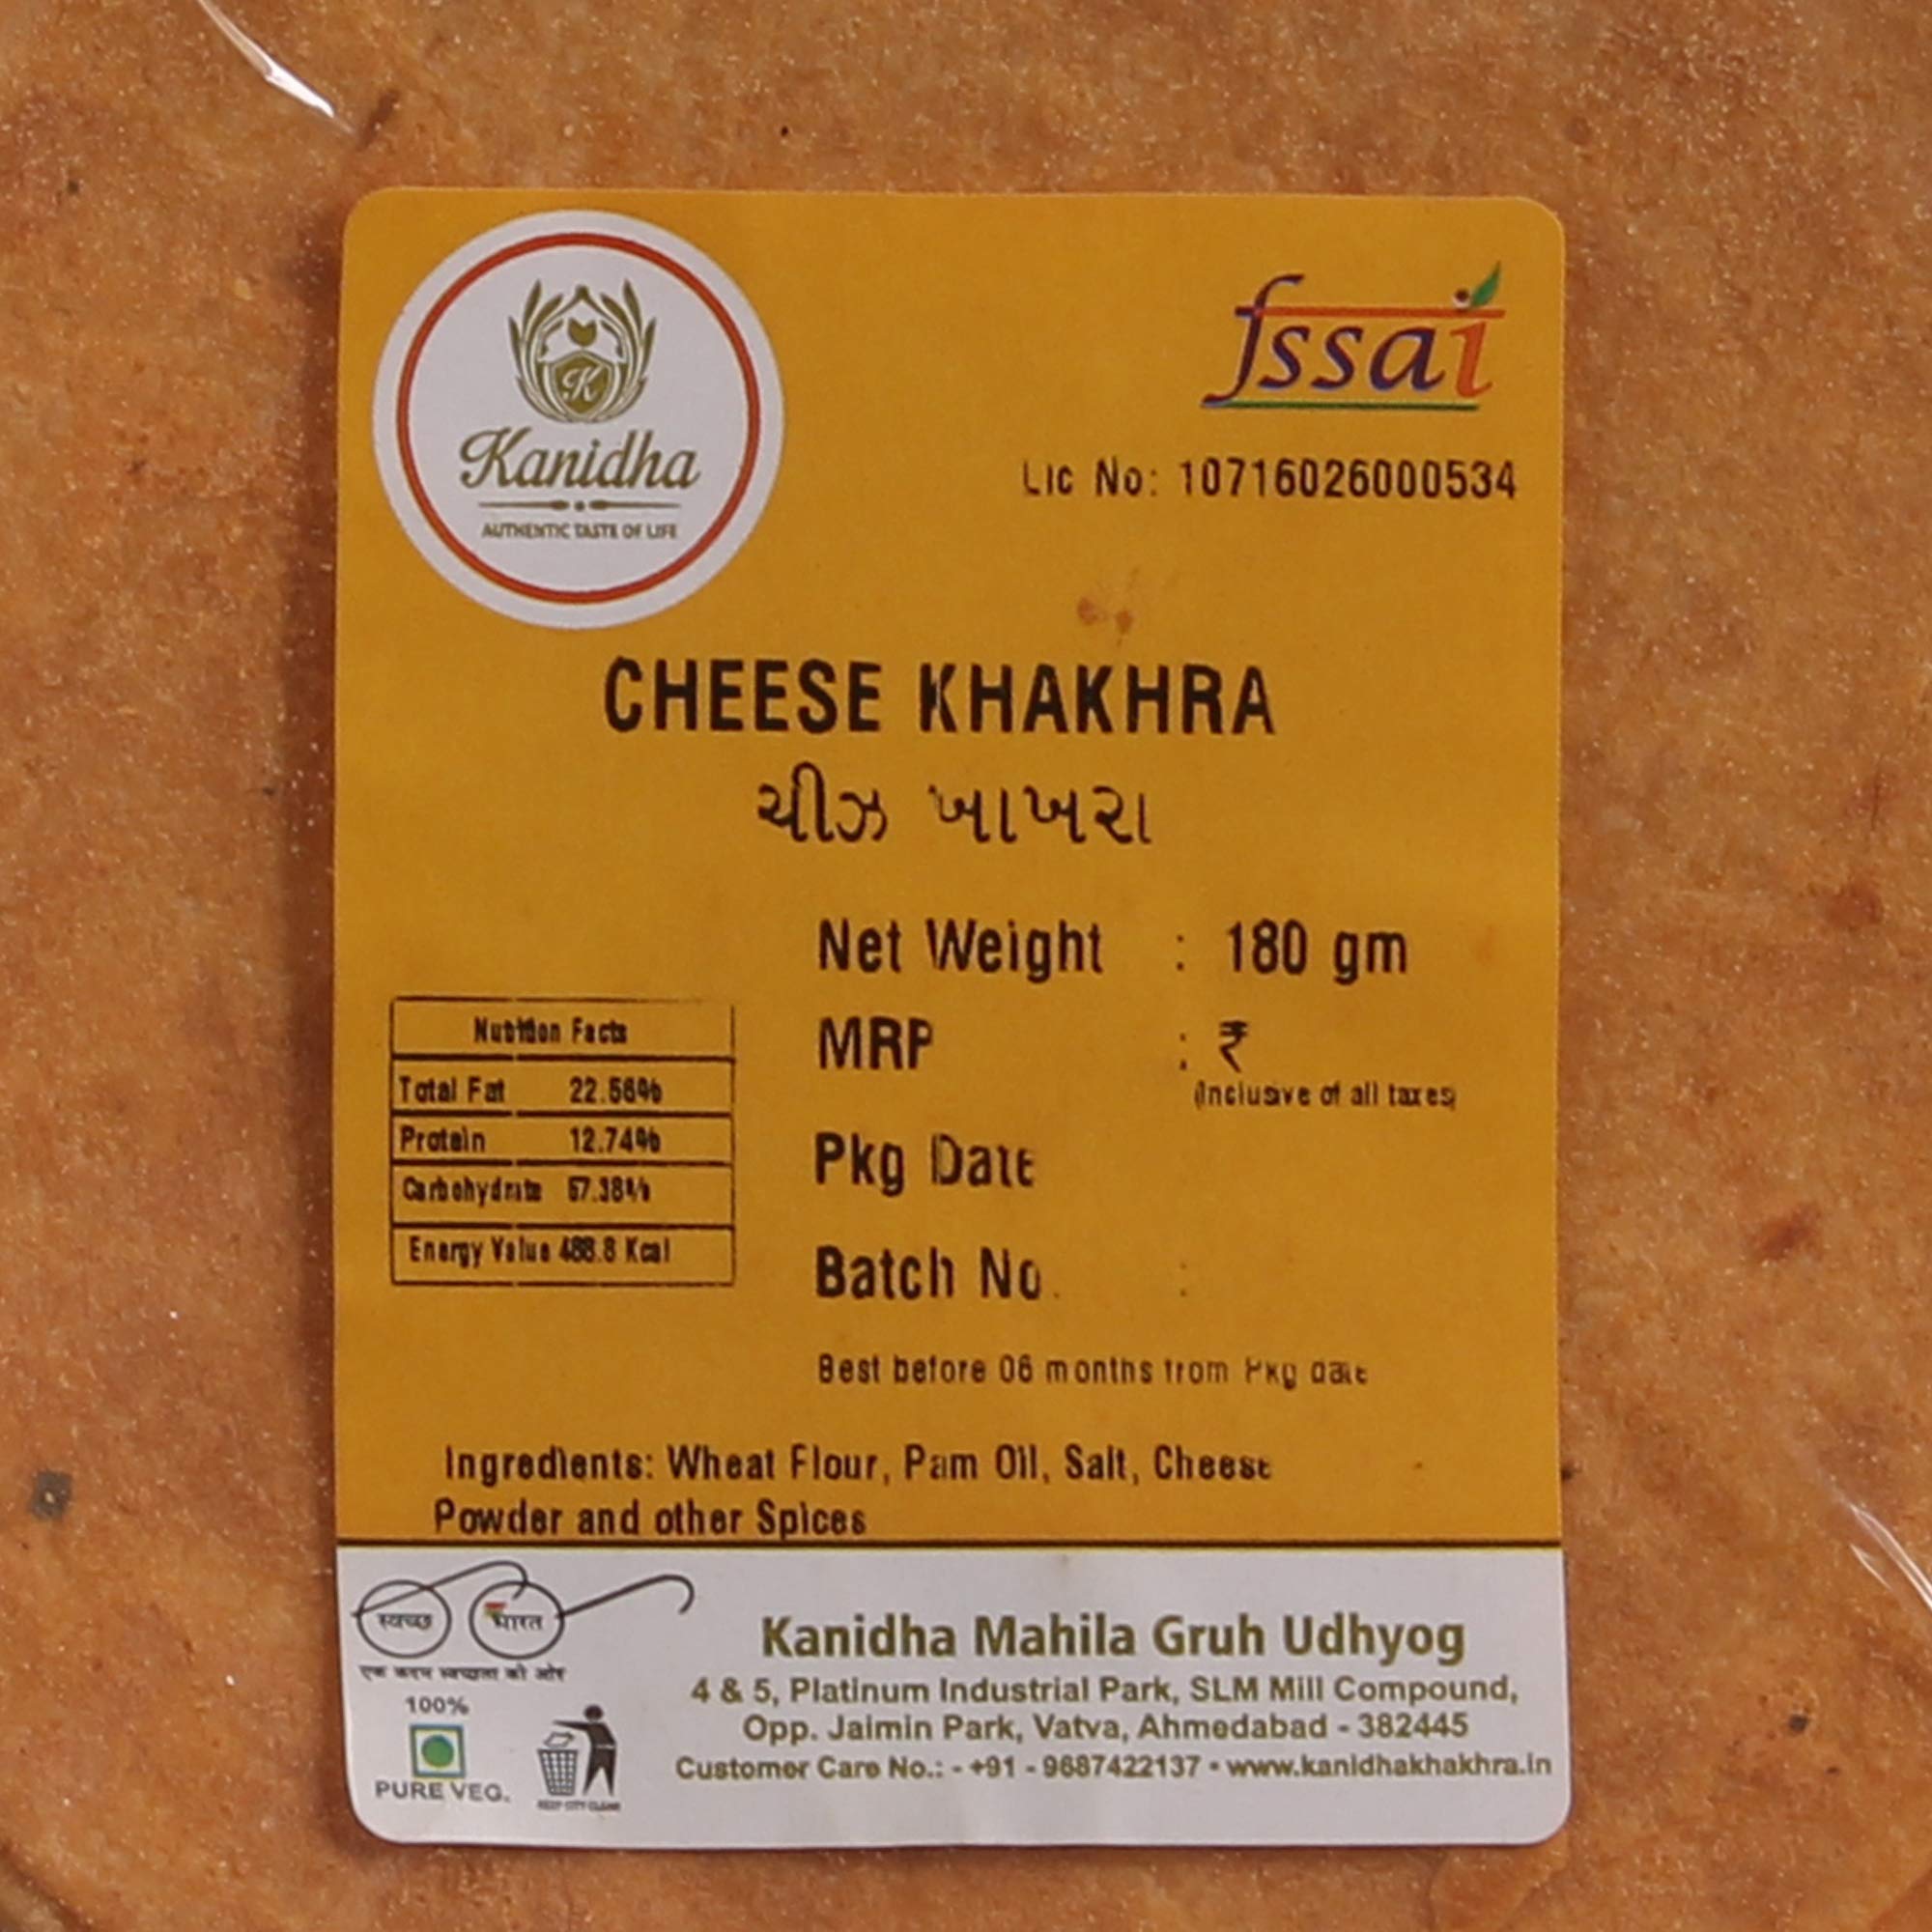 K
Kanidha
AUTHENTIC TASTE OF LIFE
fssai
Lic No: 10716026000534
CHEESE KHAKHRA
ચીઝ ખાખરા
Net Weight : 180 gm
MRP : ₹
(Inclusive of all taxes)
Pkg Date
Batch No. :
Best before 06 months from Pkg date
Nutrition Facts
Total Fat 22.56%
Protein 12.74%
Carbohydrate 57.38%
Energy Value 488.8 Kcal
Ingredients: Wheat Flour, Pam Oil, Salt, Cheese
Powder and other Spices
स्वच्छ भारत
एक कदम स्वच्छता की ओर
100%
PURE VEG.
KEEP CITY CLEAN
Kanidha Mahila Gruh Udhyog
4 & 5, Platinum Industrial Park, SLM Mill Compound,
Opp. Jaimin Park, Vatva, Ahmedabad - 382445
Customer Care No.: - +91 - 9687422137 • www.kanidhakhakhra.in